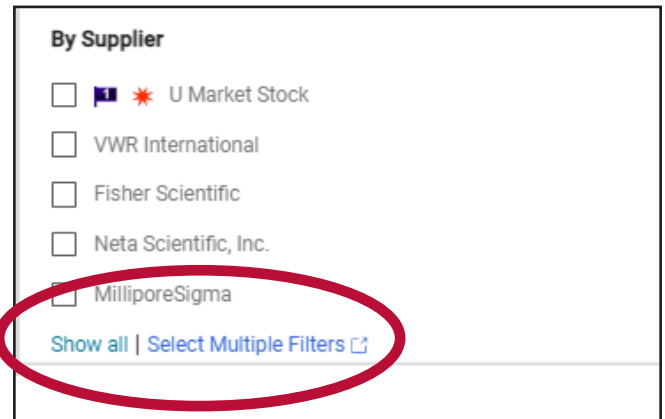 By Supplier
1 U Market Stock
VWR International
Fisher Scientific
Neta Scientific, Inc.
MilliporeSigma
Show all | Select Multiple Filters